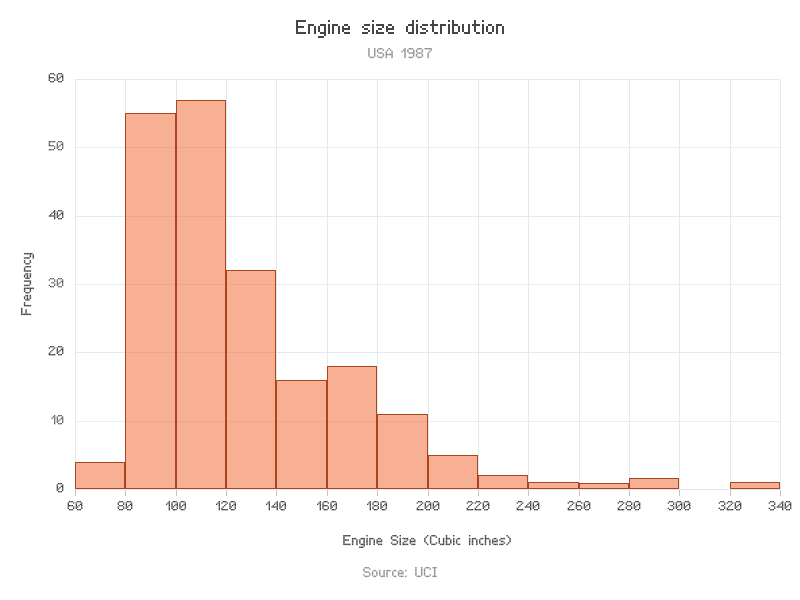 Engine size distribution
USA 1987
60
50
40
30
20
10
0
Frequency
60 80 100 120 140 160 180 200 220 240 260 280 300 320 340
Engine Size (Cubic inches)
Source: UCI